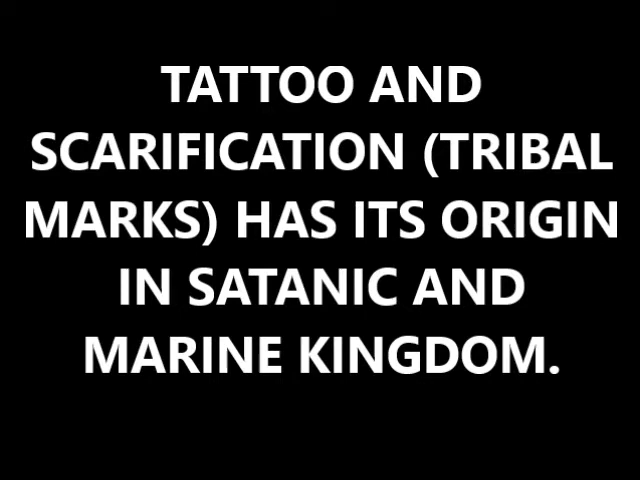 TATTOO AND
SCARIFICATION (TRIBAL
MARKS) HAS ITS ORIGIN
IN SATANIC AND
MARINE KINGDOM.